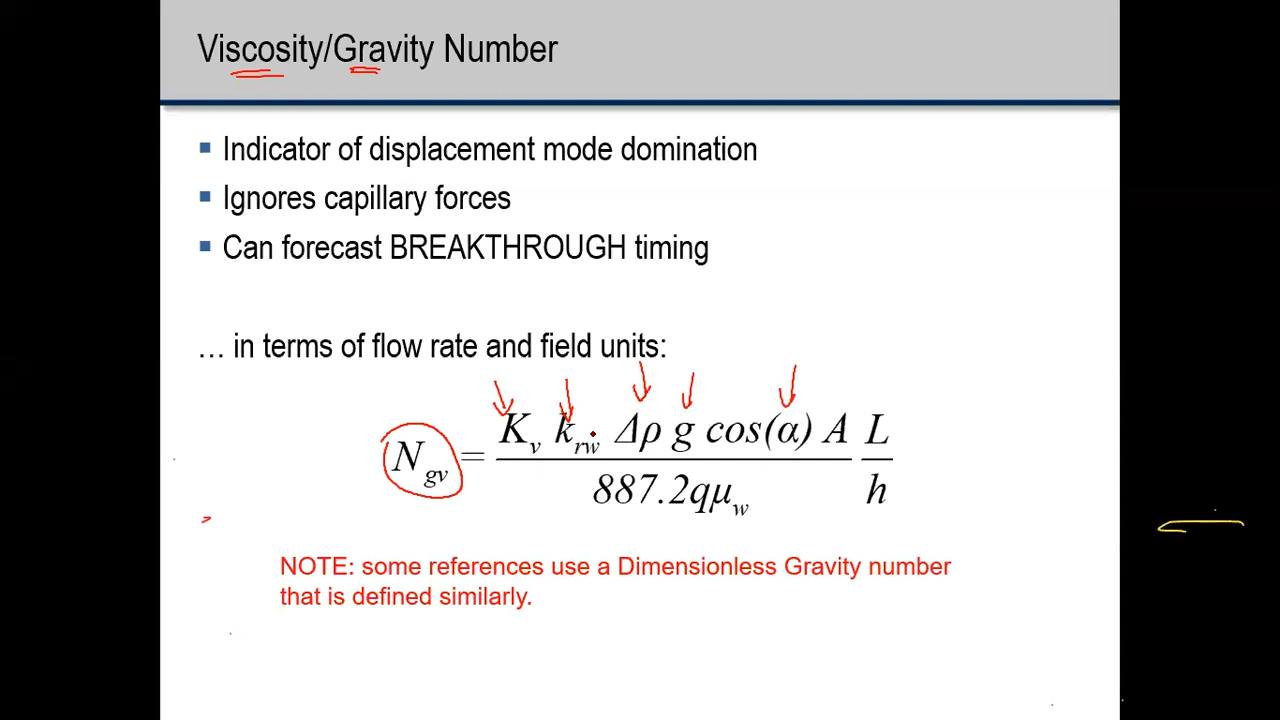 Viscosity/Gravity Number
▪ Indicator of displacement mode domination
▪ Ignores capillary forces
▪ Can forecast BREAKTHROUGH timing
… in terms of flow rate and field units:
N_gv = (K_v k_rw Δρ g cos(α) A) / (887.2qμ_w) L/h
NOTE: some references use a Dimensionless Gravity number
that is defined similarly.